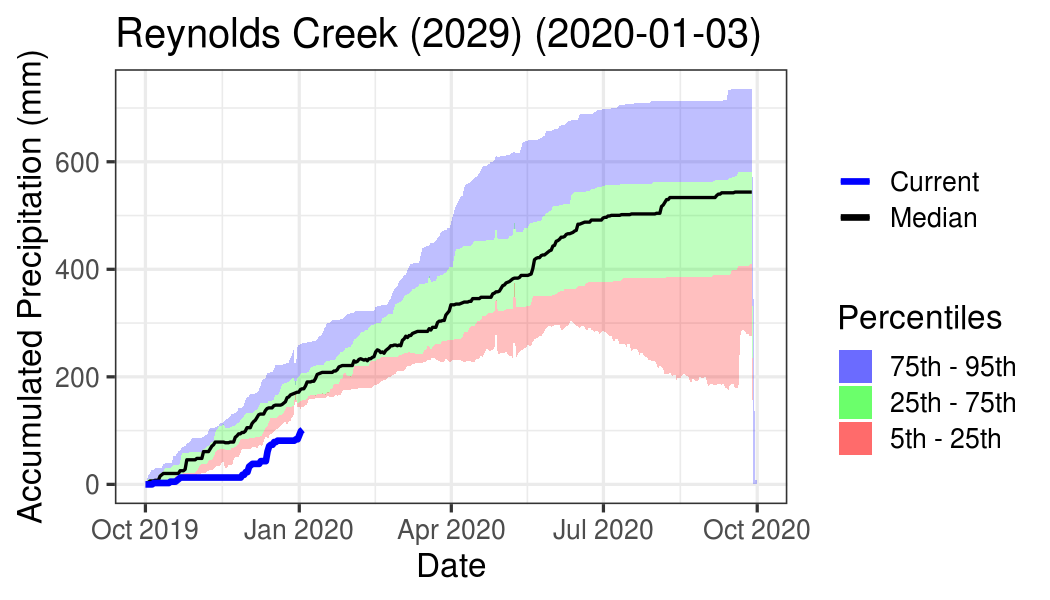 Reynolds Creek (2029) (2020-01-03)
Accumulated Precipitation (mm)
600
400
200
0
Oct 2019
Jan 2020
Apr 2020
Jul 2020
Oct 2020
Date
Current
Median
Percentiles
75th - 95th
25th - 75th
5th - 25th